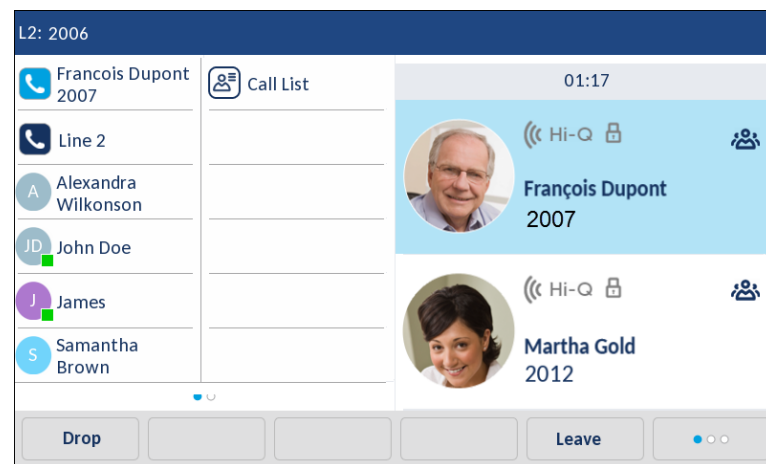 L2: 2006
Francois Dupont
2007
Line 2
A
Alexandra
Wilkonson
JD
John Doe
J
James
S
Samantha
Brown
Call List
01:17
Hi-Q
François Dupont
2007
Hi-Q
Martha Gold
2012
Drop
Leave